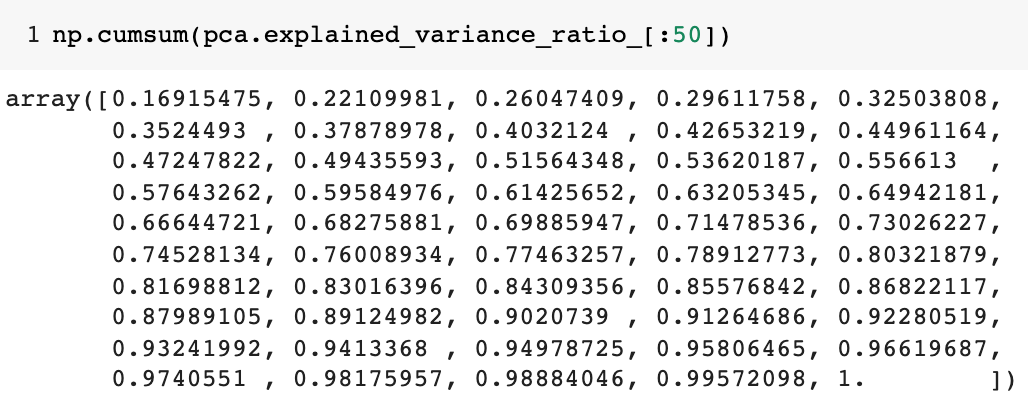 1 np.cumsum(pca.explained_variance_ratio_[:50])
array([0.16915475, 0.22109981, 0.26047409, 0.29611758, 0.32503808,
0.3524493 , 0.37878978, 0.4032124 , 0.42653219, 0.44961164,
0.47247822, 0.49435593, 0.51564348, 0.53620187, 0.556613  ,
0.57643262, 0.59584976, 0.61425652, 0.63205345, 0.64942181,
0.66644721, 0.68275881, 0.69885947, 0.71478536, 0.73026227,
0.74528134, 0.76008934, 0.77463257, 0.78912773, 0.80321879,
0.81698812, 0.83016396, 0.84309356, 0.85576842, 0.86822117,
0.87989105, 0.89124982, 0.9020739 , 0.91264686, 0.92280519,
0.93241992, 0.9413368 , 0.94978725, 0.95806465, 0.96619687,
0.9740551 , 0.98175957, 0.98884046, 0.99572098, 1.        ])